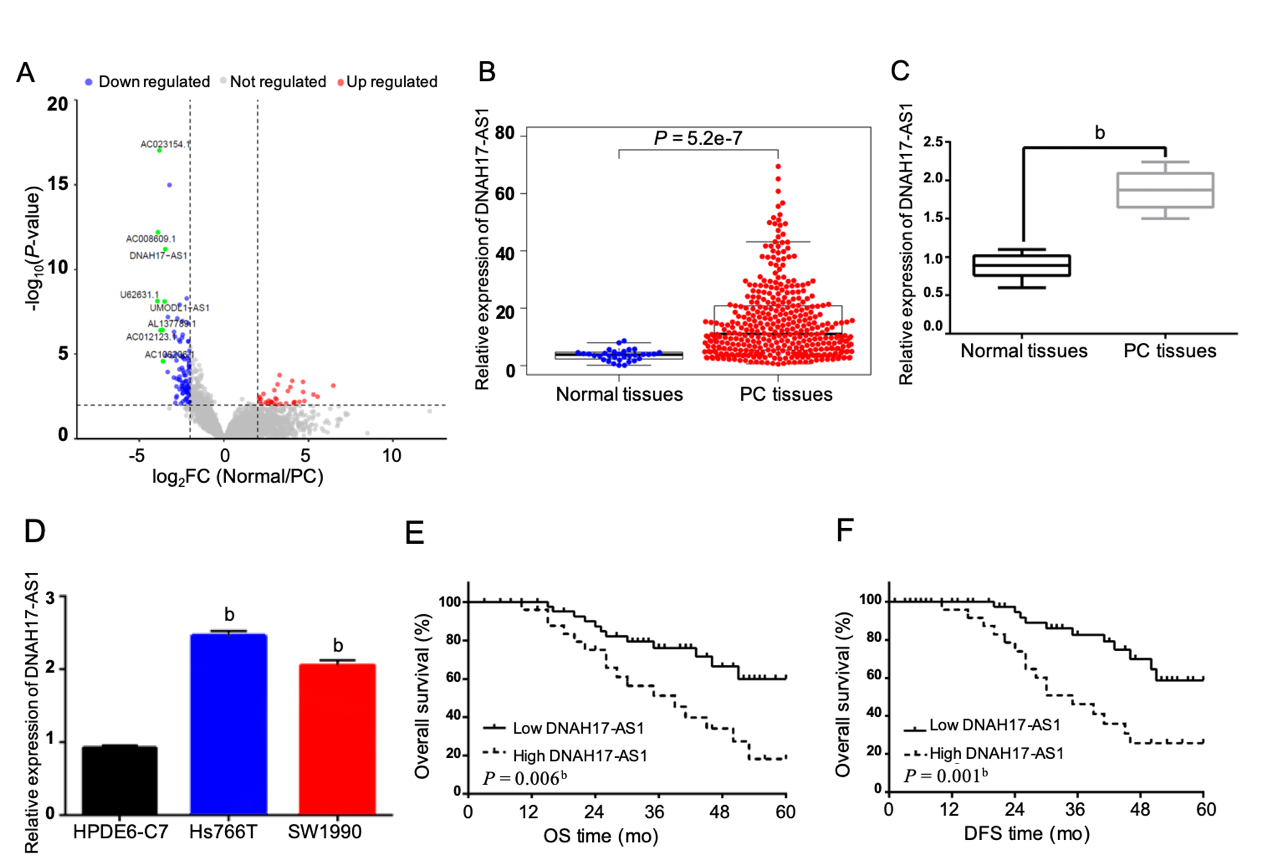 A
Down regulated
Not regulated
Up regulated
-log10(P-value)
20
15
10
5
0
AC023154.1
AC008609.1
DNAH17-AS1
U62631.1
UMODL1-AS1
AL137789.1
AC012123.1
-5
0
5
10
log2FC (Normal/PC)
B
Relative expression of DNAH17-AS1
80
60
40
20
0
P = 5.2e-7
Normal tissues
PC tissues
C
Relative expression of DNAH17-AS1
2.5
2.0
1.5
1.0
0.5
0.0
b
Normal tissues
PC tissues
D
Relative expression of DNAH17-AS1
3
2
1
0
b
b
HPDE6-C7
Hs766T
SW1990
E
Overall survival (%)
100
80
60
40
20
0
Low DNAH17-AS1
High DNAH17-AS1
P = 0.006b
0
12
24
36
48
60
OS time (mo)
F
Overall survival (%)
100
80
60
40
20
0
Low DNAH17-AS1
High DNAH17-AS1
P = 0.001b
0
12
24
36
48
60
DFS time (mo)